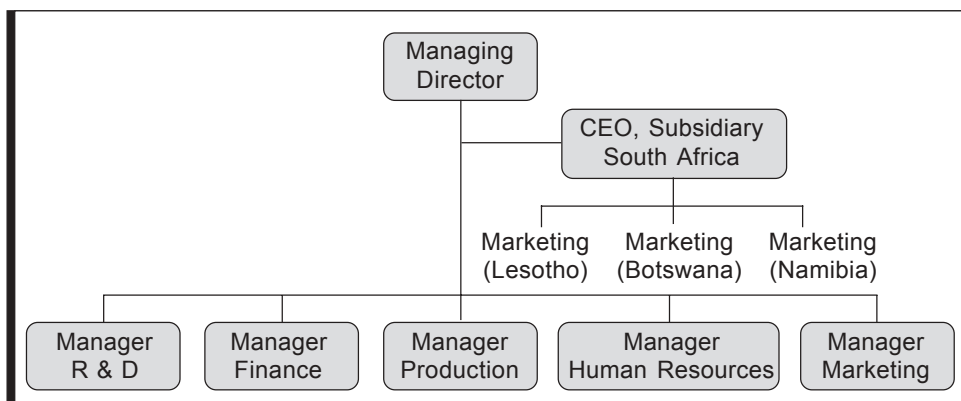 Managing
Director
CEO, Subsidiary
South Africa
Marketing
(Lesotho)
Marketing
(Botswana)
Marketing
(Namibia)
Manager
R & D
Manager
Finance
Manager
Production
Manager
Human Resources
Manager
Marketing